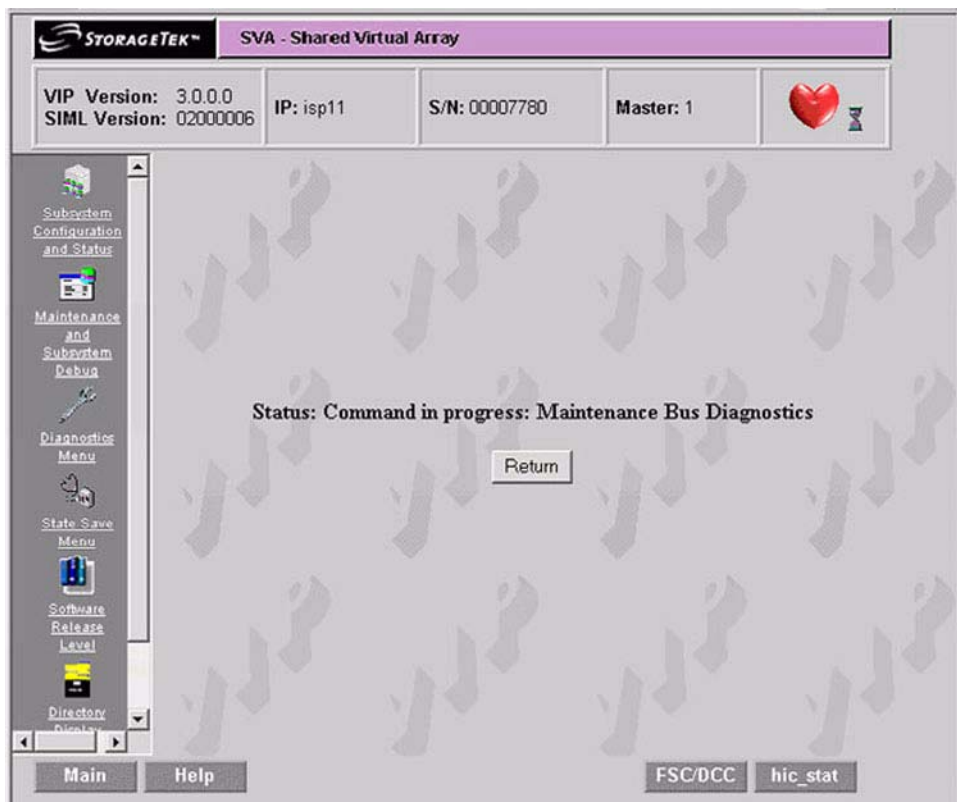 STORAGETEK™
SVA - Shared Virtual Array
VIP Version: 3.0.0.0
SIML Version: 02000006
IP: isp11
S/N: 00007780
Master: 1
Subsystem
Configuration
and Status
Maintenance
and
Subsystem
Debug
Diagnostics
Menu
State Save
Menu
Software
Release
Level
Directory
Display
Status: Command in progress: Maintenance Bus Diagnostics
Return
Main
Help
FSC/DCC
hic_stat